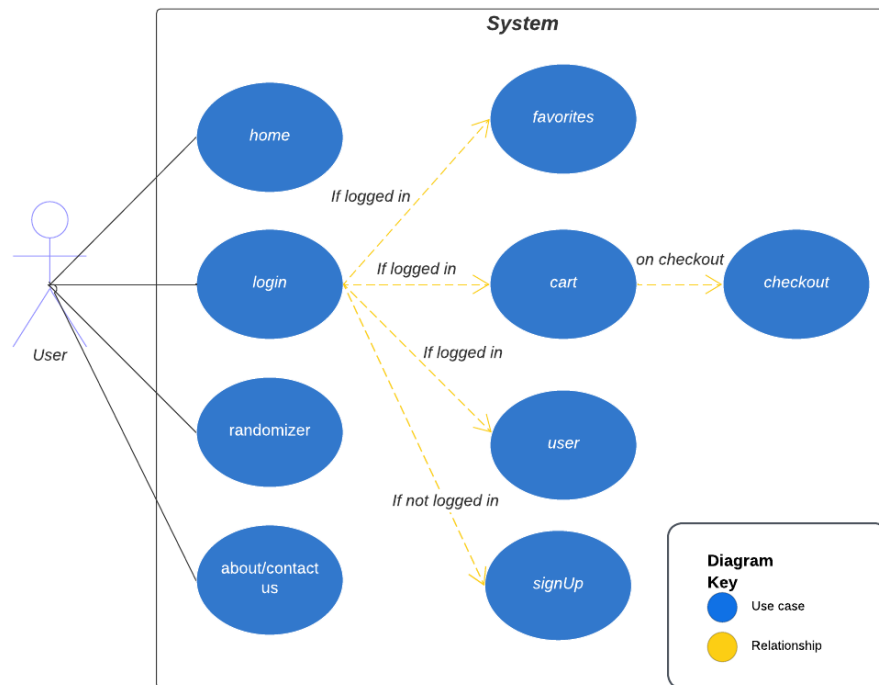 System
home
favorites
If logged in
login
If logged in
cart
on checkout
checkout
User
If logged in
randomizer
user
If not logged in
about/contact
us
signUp
Diagram
Key
Use case
Relationship